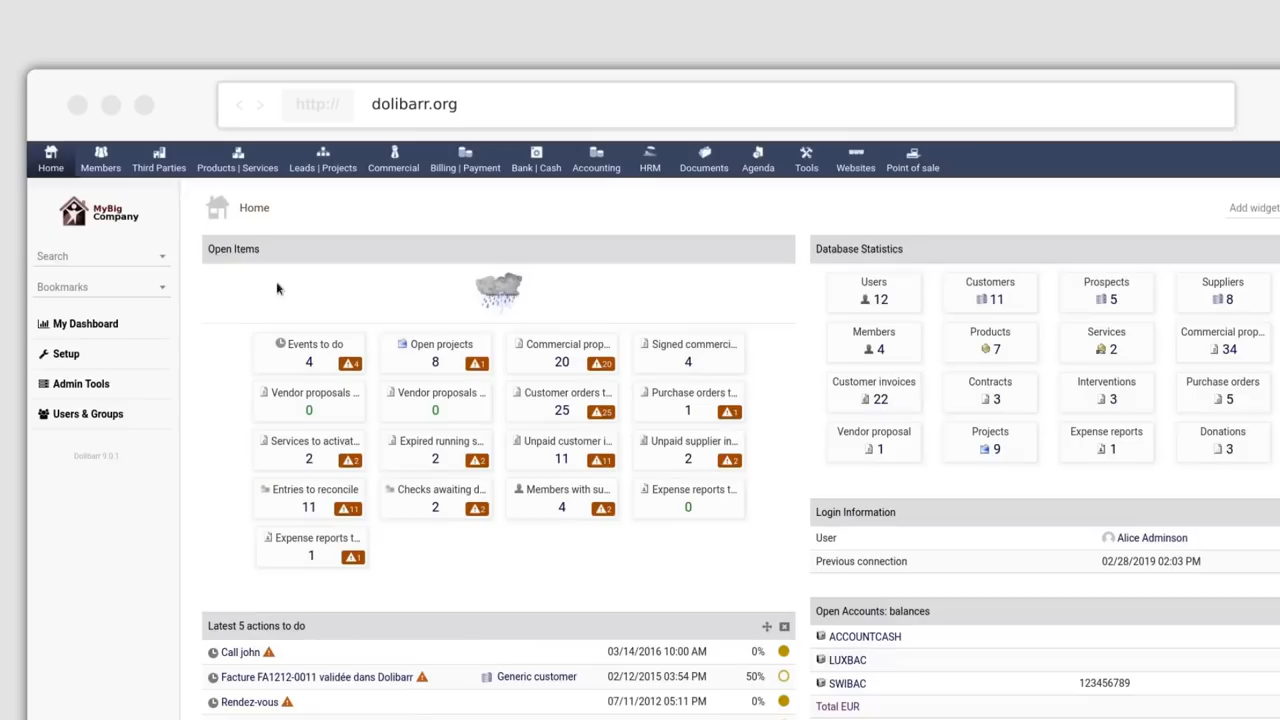 http://
dolibarr.org
Home
Members
Third Parties
Products | Services
Leads | Projects
Commercial
Billing | Payment
Bank | Cash
Accounting
HRM
Documents
Agenda
Tools
Websites
Point of sale
MyBig
Company
Search
Bookmarks
My Dashboard
Setup
Admin Tools
Users & Groups
Dolibarr 9.0.1
Home
Add widget
Open Items
Events to do
4
4
Open projects
8
1
Commercial prop...
20
20
Signed commerci...
4
Vendor proposals ...
0
Vendor proposals ...
0
Customer orders t...
25
25
Purchase orders t...
1
1
Services to activat...
2
2
Expired running s...
2
2
Unpaid customer i...
11
11
Unpaid supplier in...
2
2
Entries to reconcile
11
11
Checks awaiting d...
2
2
Members with su...
4
2
Expense reports t...
0
Expense reports t...
1
1
Latest 5 actions to do
Call john 03/14/2016 10:00 AM 0%
Facture FA1212-0011 validée dans Dolibarr Generic customer 02/12/2015 03:54 PM 50%
Rendez-vous 07/11/2012 05:11 PM 0%
Database Statistics
Users
12
Customers
11
Prospects
5
Suppliers
8
Members
4
Products
7
Services
2
Commercial prop...
34
Customer invoices
22
Contracts
3
Interventions
3
Purchase orders
5
Vendor proposal
1
Projects
9
Expense reports
1
Donations
3
Login Information
User Alice Adminson
Previous connection 02/28/2019 02:03 PM
Open Accounts: balances
ACCOUNTCASH
LUXBAC
SWIBAC 123456789
Total EUR